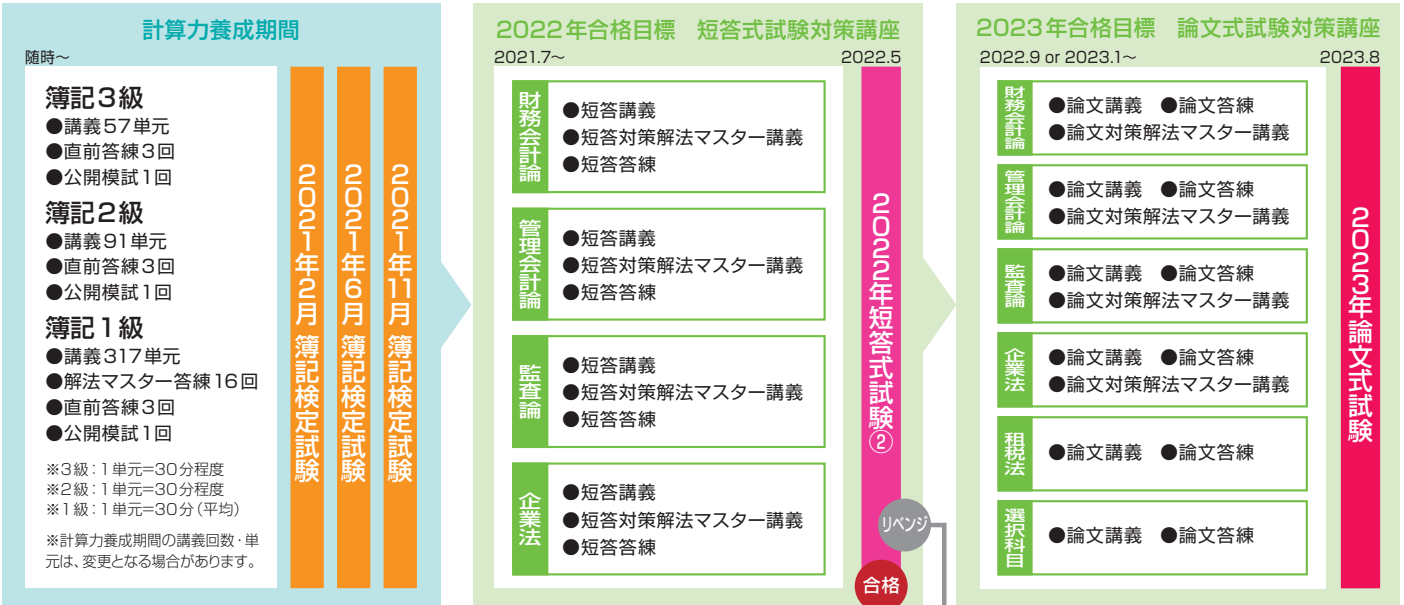 計算力養成期間
随時～
簿記3級
●講義57単元
●直前答練3回
●公開模試1回
簿記2級
●講義91単元
●直前答練3回
●公開模試1回
簿記1級
●講義317単元
●解法マスター答練16回
●直前答練3回
●公開模試1回
※3級：1単元=30分程度
※2級：1単元=30分程度
※1級：1単元=30分（平均）
※計算力養成期間の講義回数・単
元は、変更となる場合があります。
2021年2月 簿記検定試験
2021年6月 簿記検定試験
2021年11月 簿記検定試験
2022年合格目標　短答式試験対策講座
2021.7～
2022.5
財務会計論
●短答講義
●短答対策解法マスター講義
●短答答練
管理会計論
●短答講義
●短答対策解法マスター講義
●短答答練
監査論
●短答講義
●短答対策解法マスター講義
●短答答練
企業法
●短答講義
●短答対策解法マスター講義
●短答答練
2022年短答式試験②
リベンジ
合格
2023年合格目標　論文式試験対策講座
2022.9 or 2023.1～
2023.8
財務会計論
●論文講義　●論文答練
●論文対策解法マスター講義
管理会計論
●論文講義　●論文答練
●論文対策解法マスター講義
監査論
●論文講義　●論文答練
●論文対策解法マスター講義
企業法
●論文講義　●論文答練
●論文対策解法マスター講義
租税法
●論文講義　●論文答練
選択科目
●論文講義　●論文答練
2023年論文式試験